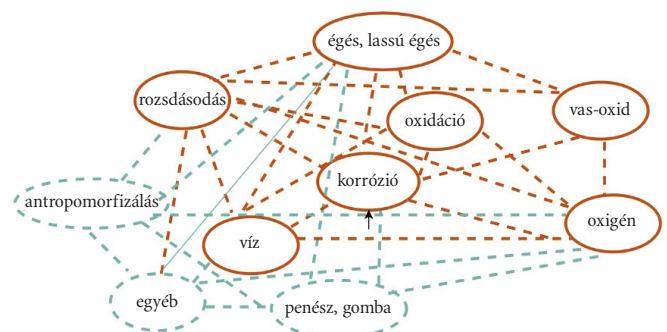 égés, lassú égés
rozsdásodás
oxidáció
vas-oxid
korrózió
antropomorfizálás
víz
oxigén
egyéb
penész, gomba